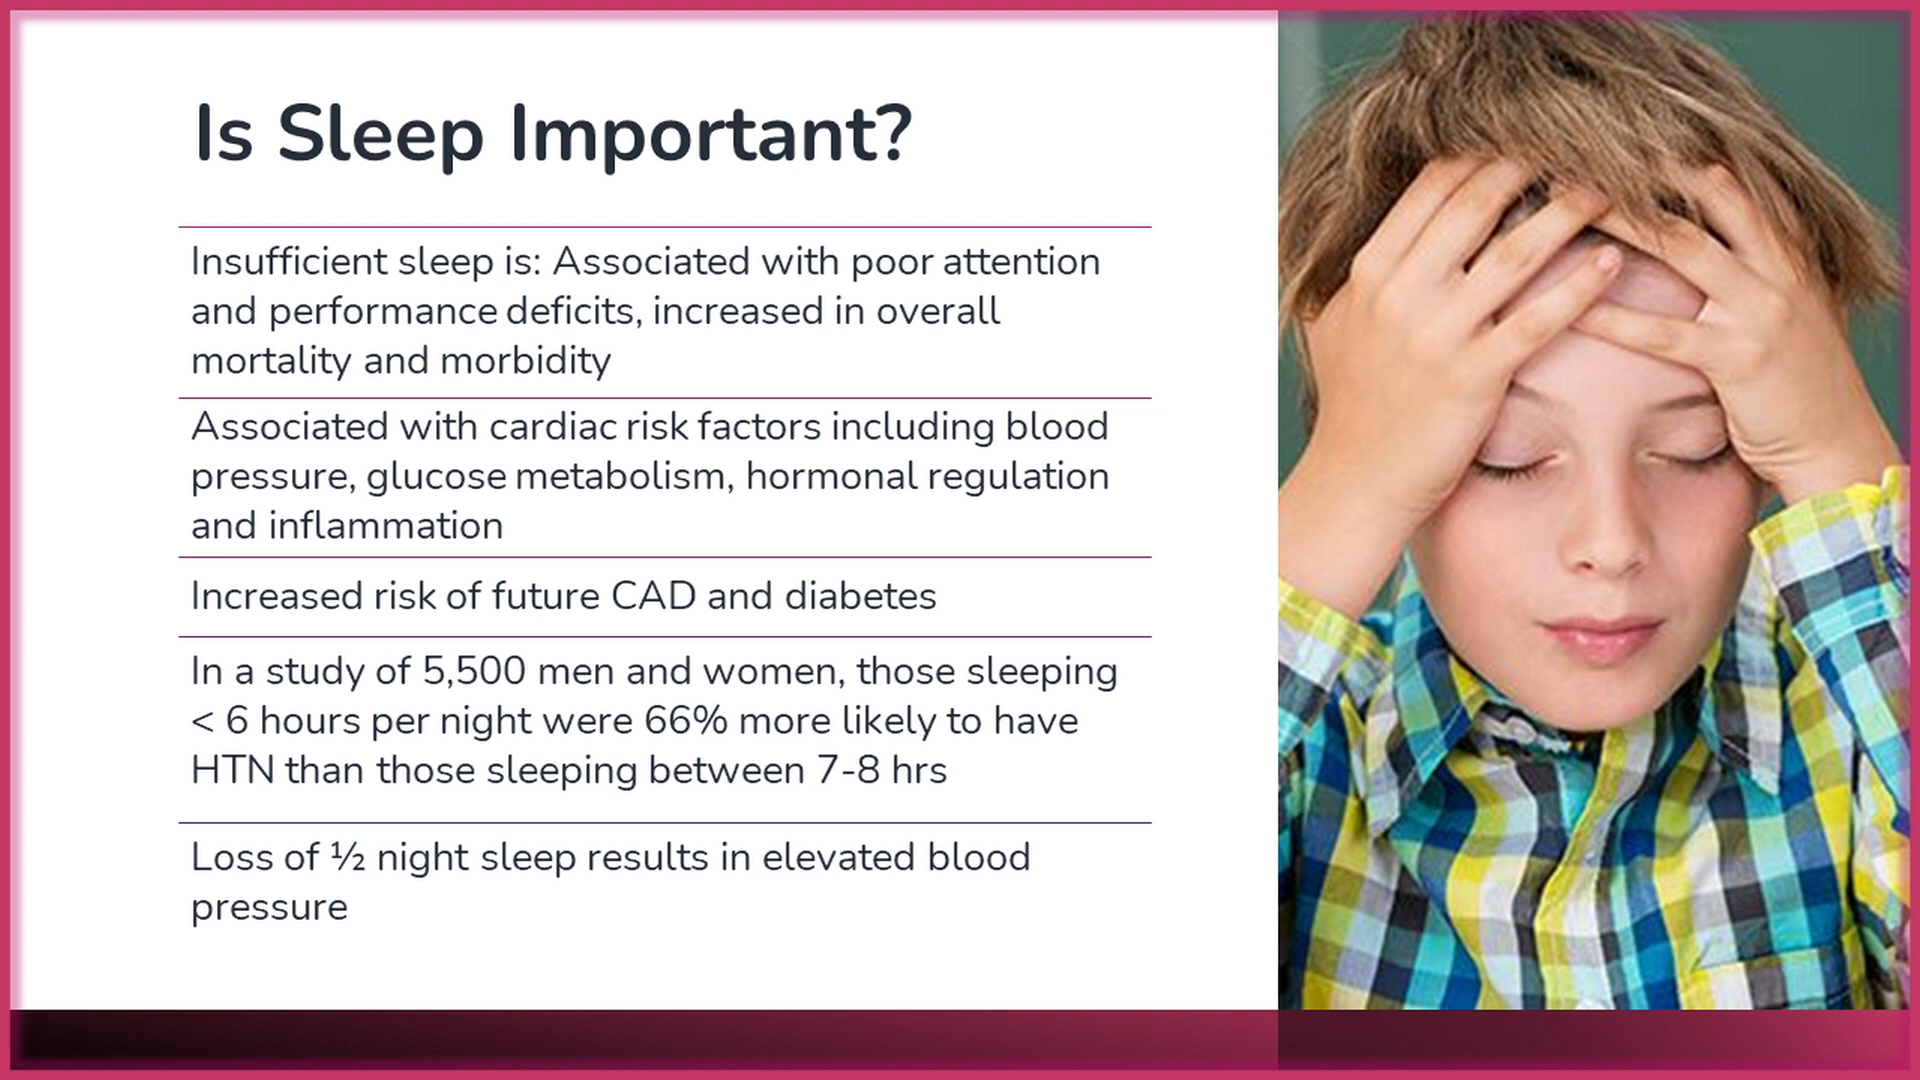 Is Sleep Important?
Insufficient sleep is: Associated with poor attention
and performance deficits, increased in overall
mortality and morbidity
Associated with cardiac risk factors including blood
pressure, glucose metabolism, hormonal regulation
and inflammation
Increased risk of future CAD and diabetes
In a study of 5,500 men and women, those sleeping
< 6 hours per night were 66% more likely to have
HTN than those sleeping between 7-8 hrs
Loss of ½ night sleep results in elevated blood
pressure